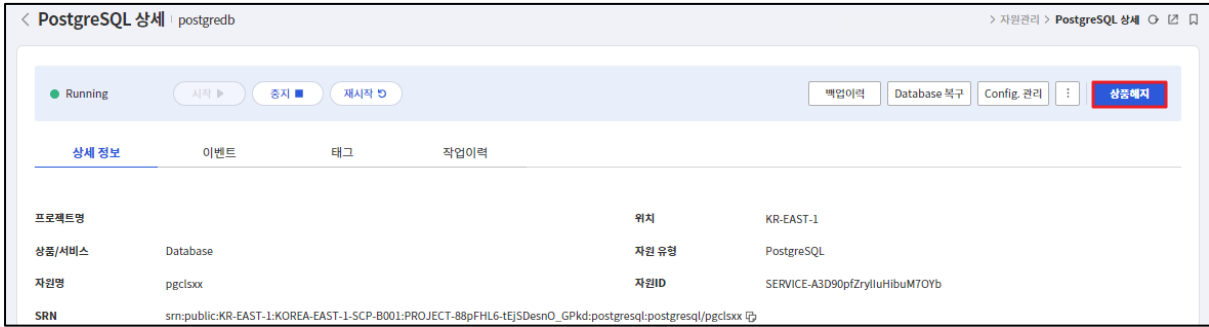 PostgreSQL 상세 postgredb
> 자원관리 > PostgreSQL 상세
Running 시작 중지 재시작 백업이력 Database 복구 Config. 관리 상품해지
상세 정보 이벤트 태그 작업이력
프로젝트명 위치 KR-EAST-1
상품/서비스 Database 자원 유형 PostgreSQL
자원명 pgclsxx 자원ID SERVICE-A3D90pfZrylIuHibuM7OYb
SRN srn:public:KR-EAST-1:KOREA-EAST-1-SCP-B001:PROJECT-88pFHL6-tEjSDesnO_GPkd:postgresql:postgresql/pgclsxx